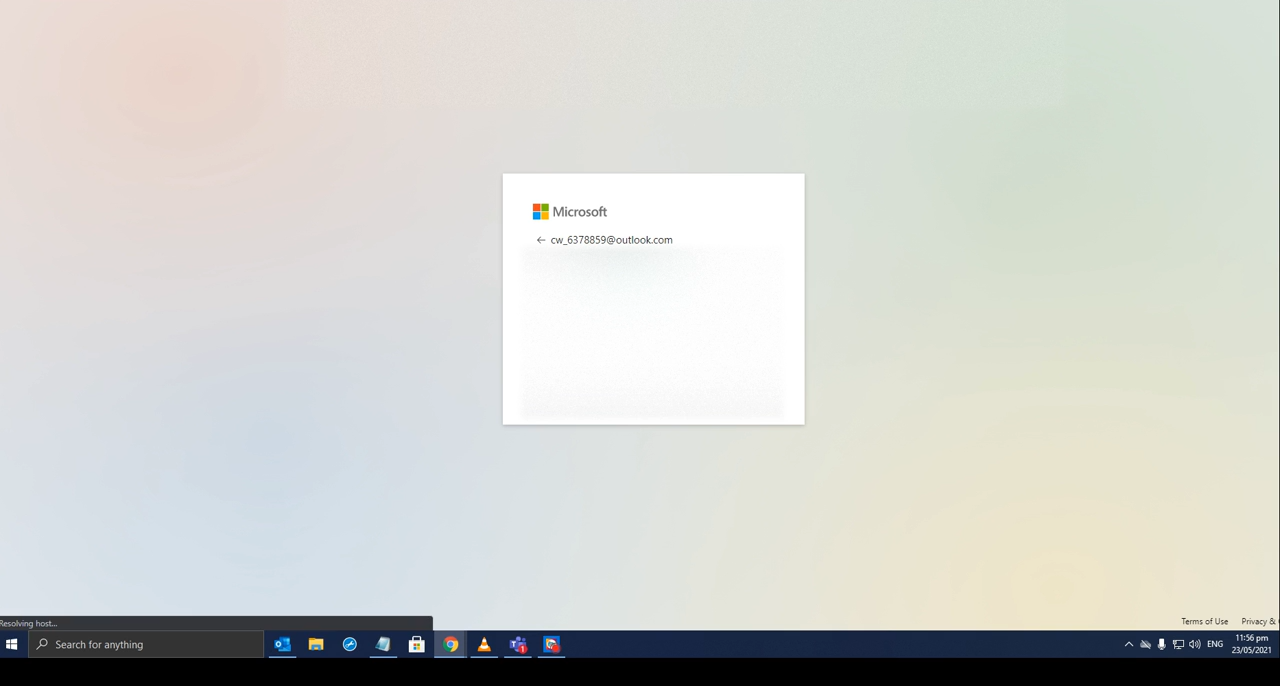 Microsoft
← cw_6378859@outlook.com
Resolving host...
Terms of Use
Privacy &
Search for anything
1
ENG
11:56 pm
23/05/2021